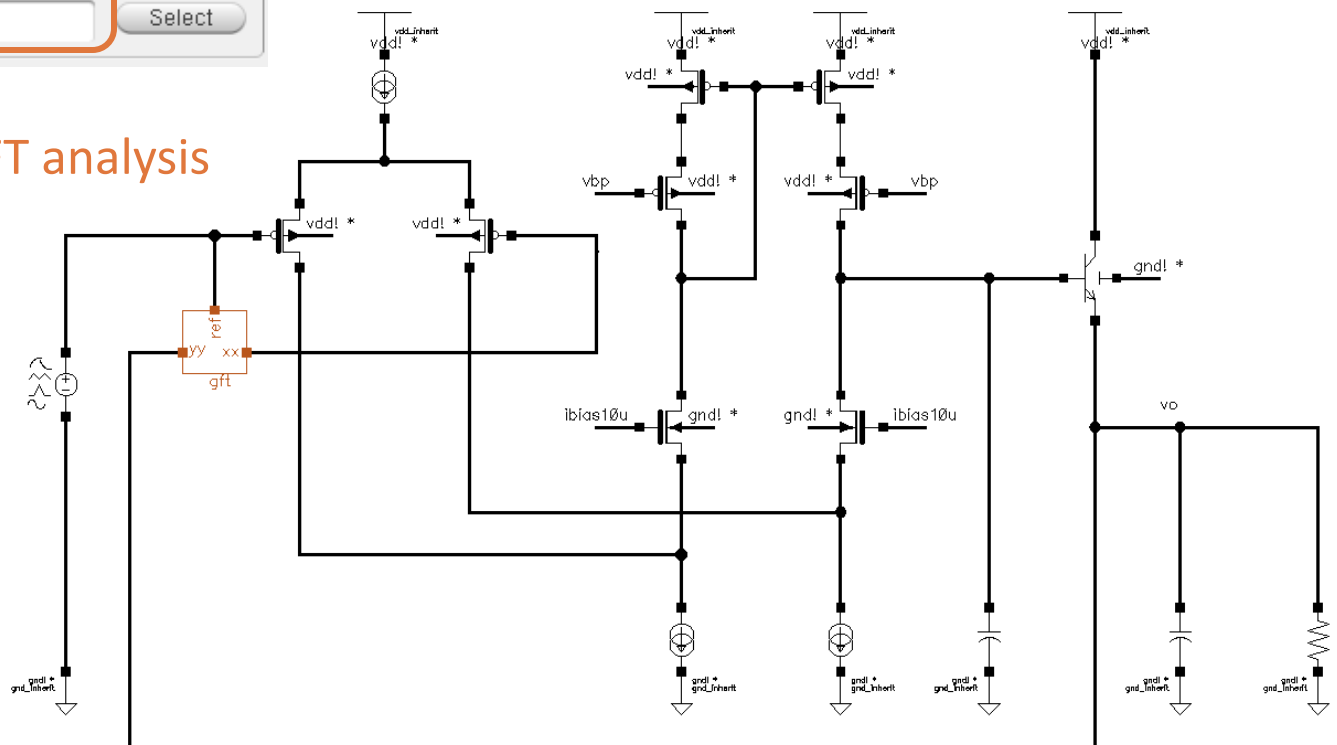 Select
vdd_inherit
vdd! *
vdd_inherit
vdd! *
vdd_inherit
vdd! *
vdd_inherit
vdd! *
vdd! *
vdd! *
FT analysis
vbp
vdd! *
vdd! *
vbp
vdd! *
vdd! *
gnd! *
ref
yy
xx
gft
ibias10u
gnd! *
gnd! *
ibias10u
vo
gnd! *
gnd_inherit
gnd! *
gnd_inherit
gnd! *
gnd_inherit
gnd! *
gnd_inherit
gnd! *
gnd_inherit
gnd! *
gnd_inherit